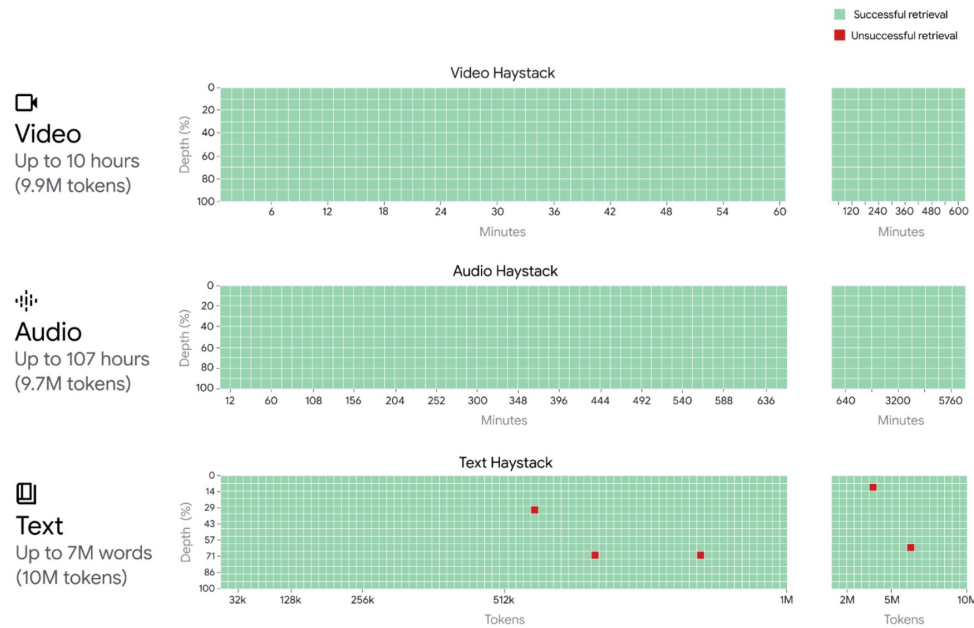 Successful retrieval
Unsuccessful retrieval
Video Haystack
Video
Up to 10 hours
(9.9M tokens)
Depth (%)
0
20
40
60
80
100
6 12 18 24 30 36 42 48 54 60
Minutes
120 240 360 480 600
Minutes
Audio Haystack
Audio
Up to 107 hours
(9.7M tokens)
Depth (%)
0
20
40
60
80
100
12 60 108 156 204 252 300 348 396 444 492 540 588 636
Minutes
640 3200 5760
Minutes
Text Haystack
Text
Up to 7M words
(10M tokens)
Depth (%)
0
14
29
43
57
71
86
100
32k 128k 256k 512k 1M
Tokens
2M 5M 10M
Tokens